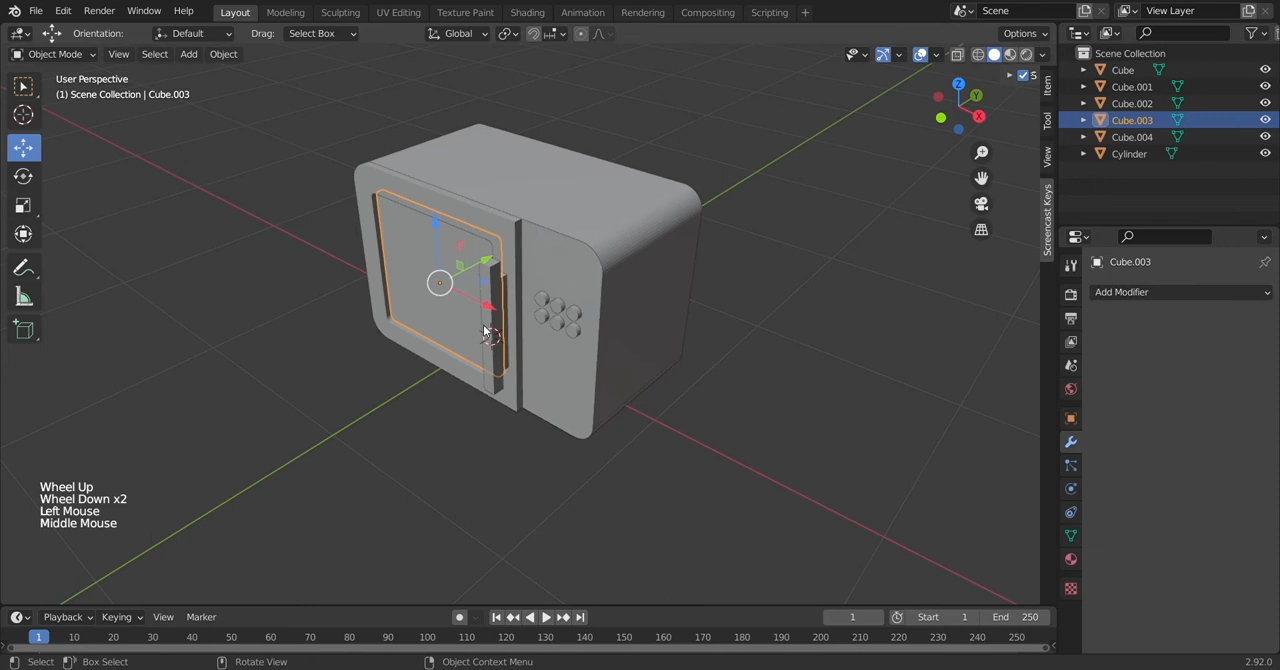 File Edit Render Window Help Layout Modeling Sculpting UV Editing Texture Paint Shading Animation Rendering Compositing Scripting + Scene View Layer
Orientation: Default Drag: Select Box Global Options
Object Mode View Select Add Object
User Perspective
(1) Scene Collection | Cube.003
5
Z
Y
X
Item
Tool
View
Screencast Keys
Scene Collection
Cube
Cube.001
Cube.002
Cube.003
Cube.004
Cylinder
Cube.003
Add Modifier
Wheel Up
Wheel Down x2
Left Mouse
Middle Mouse
Playback Keying View Marker 1 Start 1 End 250
1 10 20 30 40 50 60 70 80 90 100 110 120 130 140 150 160 170 180 190 200 210 220 230 240 250
Select Box Select Rotate View Object Context Menu 2.92.0